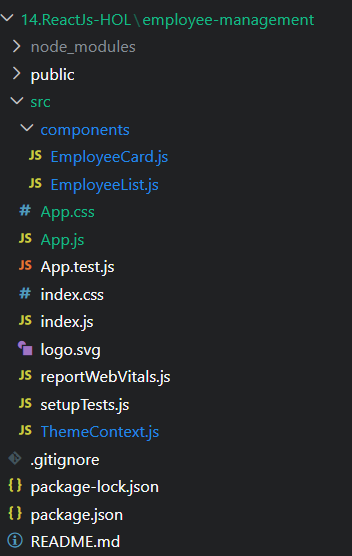 14.ReactJs-HOL\employee-management
node_modules
public
src
components
JS EmployeeCard.js
JS EmployeeList.js
# App.css
JS App.js
JS App.test.js
# index.css
JS index.js
logo.svg
JS reportWebVitals.js
JS setupTests.js
JS ThemeContext.js
.gitignore
{} package-lock.json
{} package.json
README.md